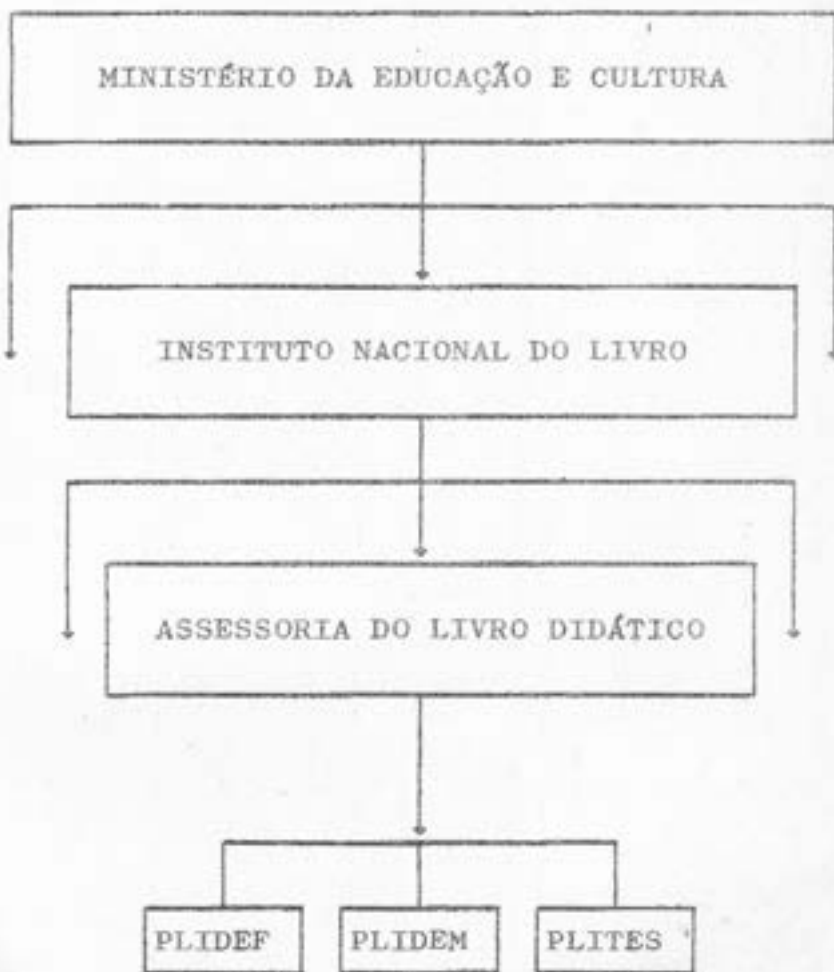 MINISTÉRIO DA EDUCAÇÃO E CULTURA
INSTITUTO NACIONAL DO LIVRO
ASSESSORIA DO LIVRO DIDÁTICO
PLIDEF PLIDEM PLITES